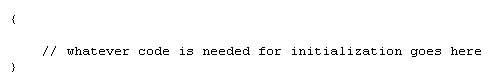 {
// whatever code is needed for initialization goes here
}